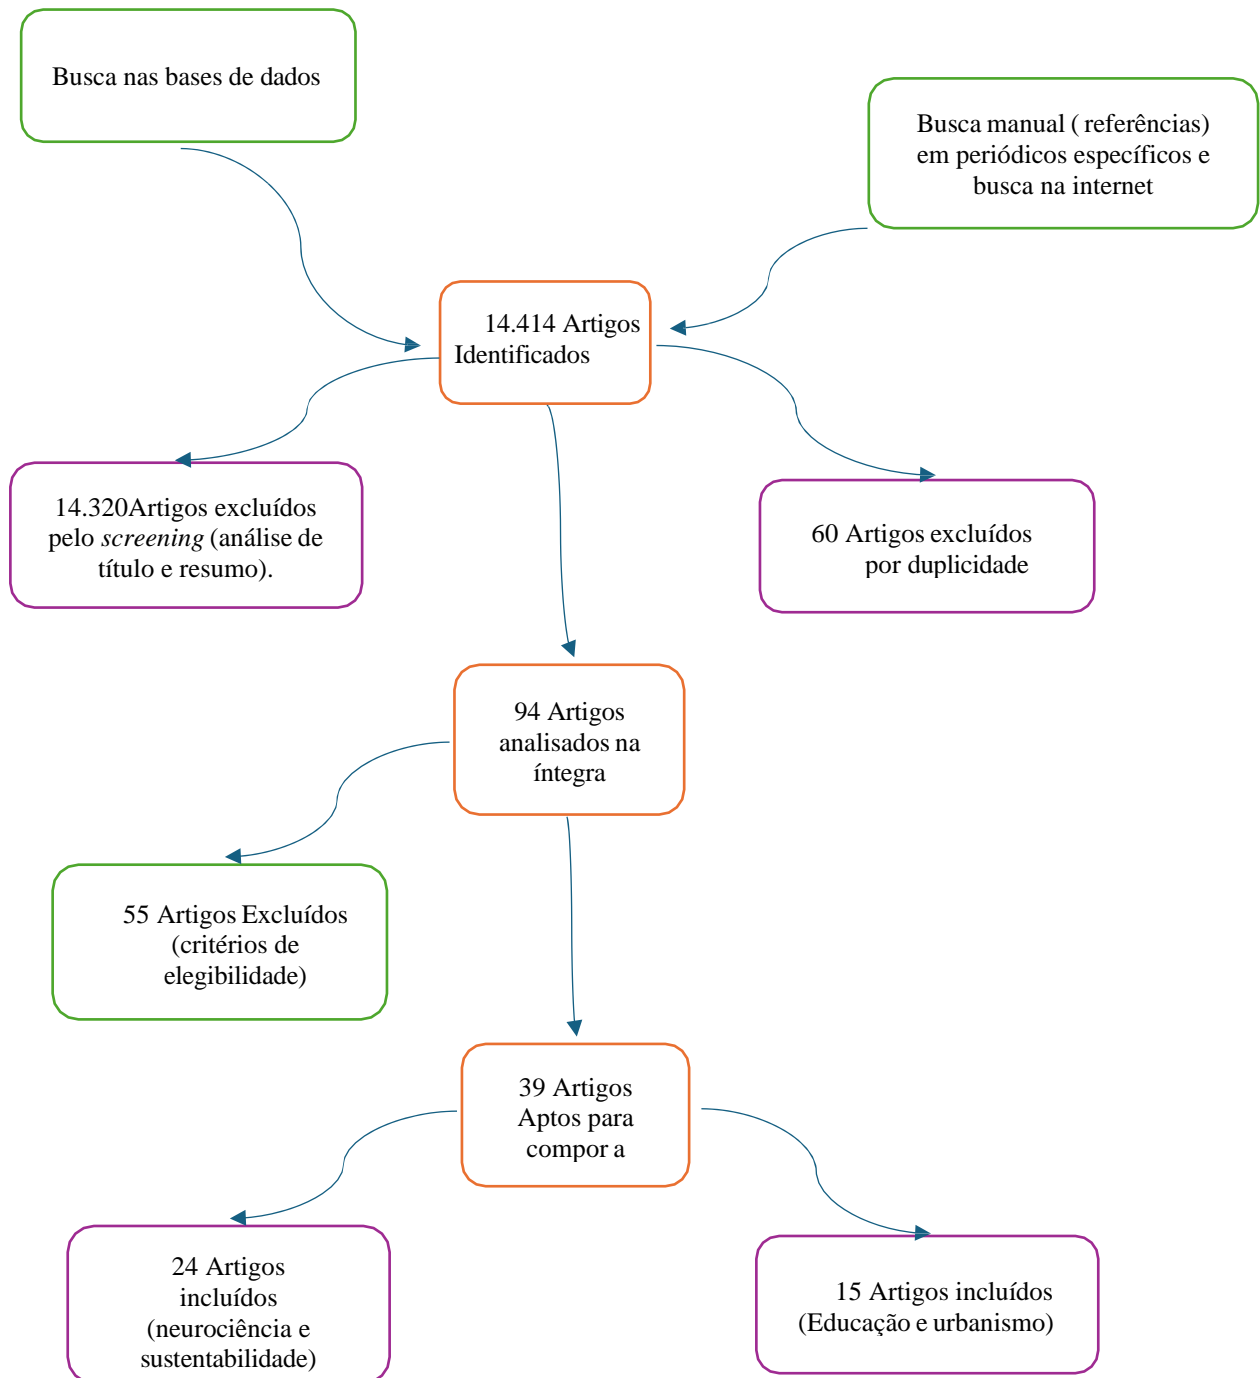 Busca nas bases de dados
Busca manual ( referências)
em periódicos específicos e
busca na internet
14.414 Artigos
Identificados
14.320Artigos excluídos
pelo screening (análise de
título e resumo).
60 Artigos excluídos
por duplicidade
94 Artigos
analisados na
íntegra
55 Artigos Excluídos
(critérios de
elegibilidade)
39 Artigos
Aptos para
compor a
24 Artigos
incluídos
(neurociência e
sustentabilidade)
15 Artigos incluídos
(Educação e urbanismo)